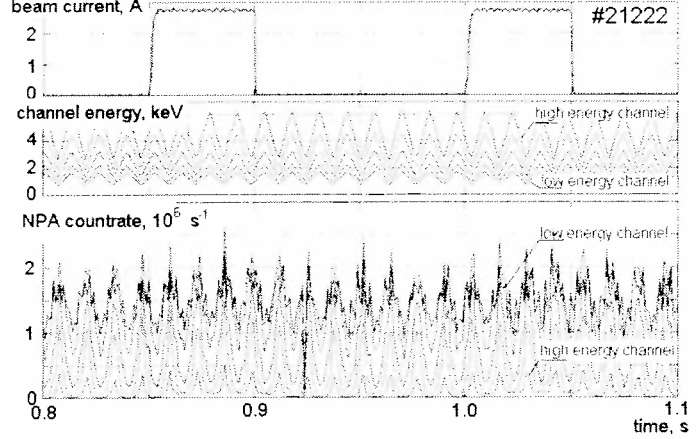 beam current, A
#21222
2
1
0
channel energy, keV
high energy channel
4
2
low energy channel
0
NPA countrate, 10⁶ s⁻¹
low energy channel
2
1
high energy channel
0
0.8 0.9 1.0 1.1
time, s